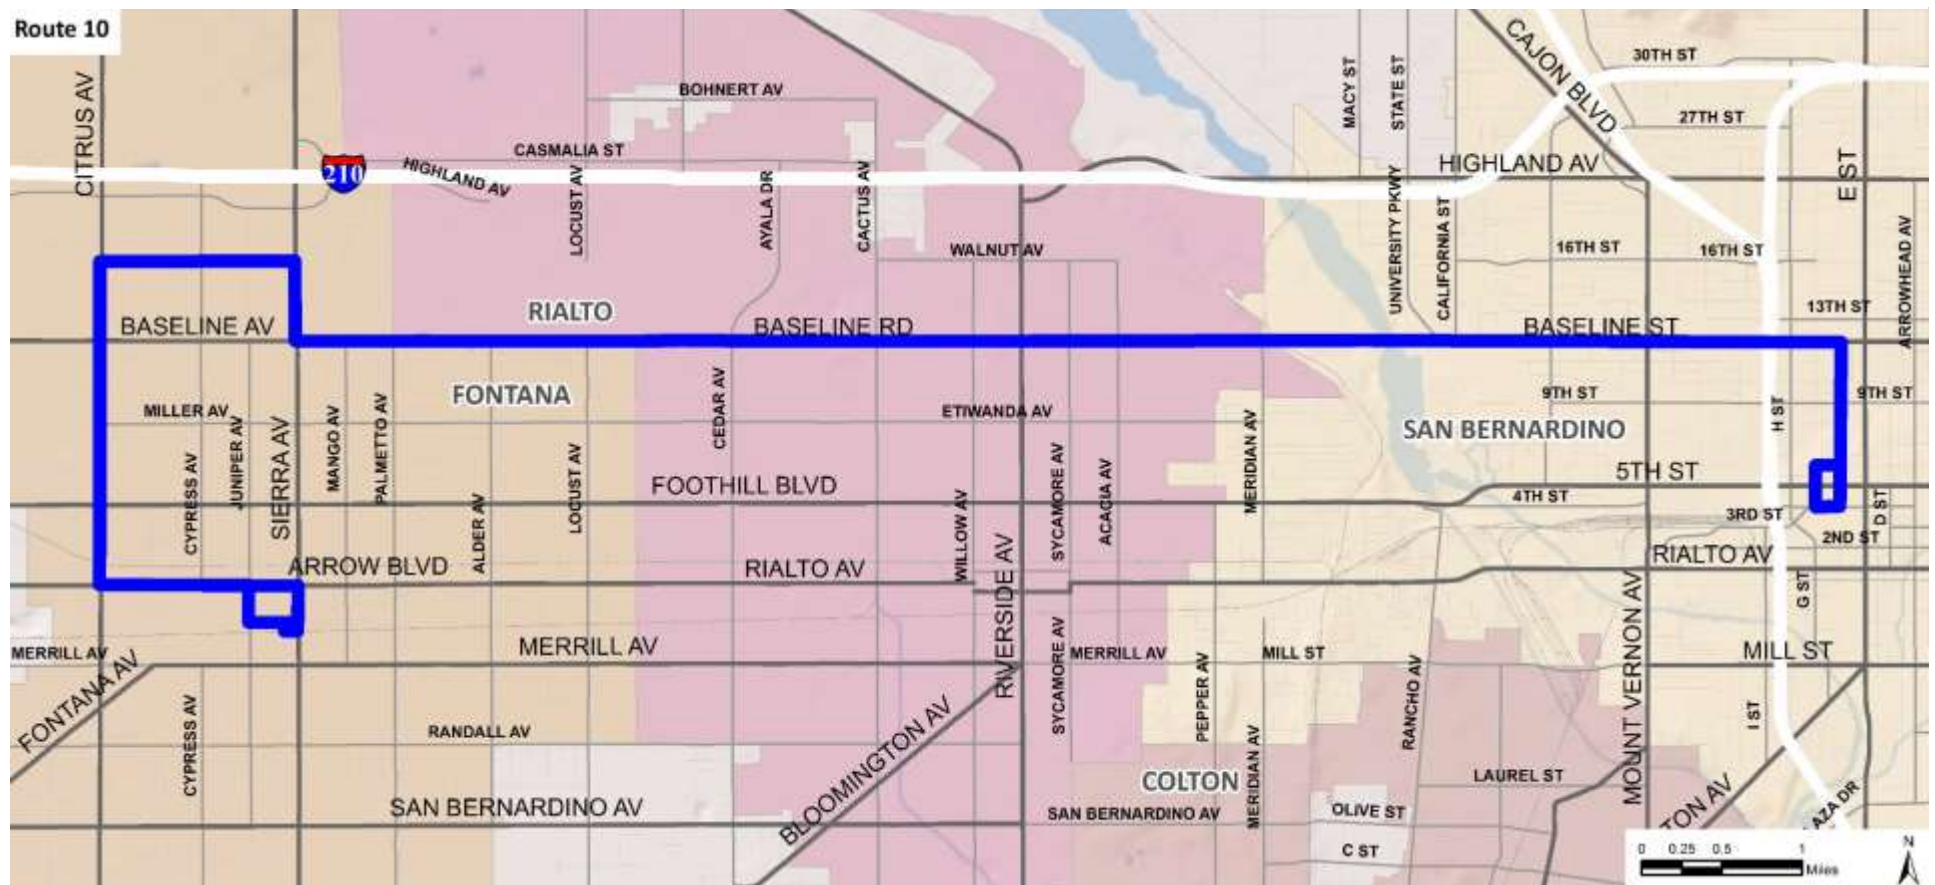 Route 10
CITRUS AV
BOHNERT AV
MACY ST
STATE ST
CAJON BLVD
30TH ST
27TH ST
CASMALIA ST
210
HIGHLAND AV
LOCUST AV
AYALA DR
CACTUS AV
HIGHLAND AV
UNIVERSITY PKWY
CALIFORNIA ST
E ST
ARROWHEAD AV
WALNUT AV
16TH ST
16TH ST
13TH ST
RIALTO
BASELINE AV
BASELINE RD
BASELINE ST
FONTANA
MILLER AV
CYPRESS AV
JUNIPER AV
SIERRA AV
MANGO AV
PALMETTO AV
ALDER AV
LOCUST AV
CEDAR AV
ETIWANDA AV
MERIDIAN AV
9TH ST
9TH ST
H ST
SAN BERNARDINO
FOOTHILL BLVD
WILLOW AV
RIVERSIDE AV
SYCAMORE AV
ACACIA AV
5TH ST
4TH ST
3RD ST
D ST
2ND ST
ARROW BLVD
RIALTO AV
RIALTO AV
G ST
MERRILL AV
FONTANA AV
MERRILL AV
SYCAMORE AV
MERRILL AV
PEPPER AV
MILL ST
RANCHO AV
MOUNT VERNON AV
MILL ST
I ST
CYPRESS AV
RANDALL AV
BLOOMINGTON AV
MERIDIAN AV
COLTON
LAUREL ST
SAN BERNARDINO AV
SAN BERNARDINO AV
OLIVE ST
C ST
TON AV
AZA DR
0 0.25 0.5 1
Miles
N